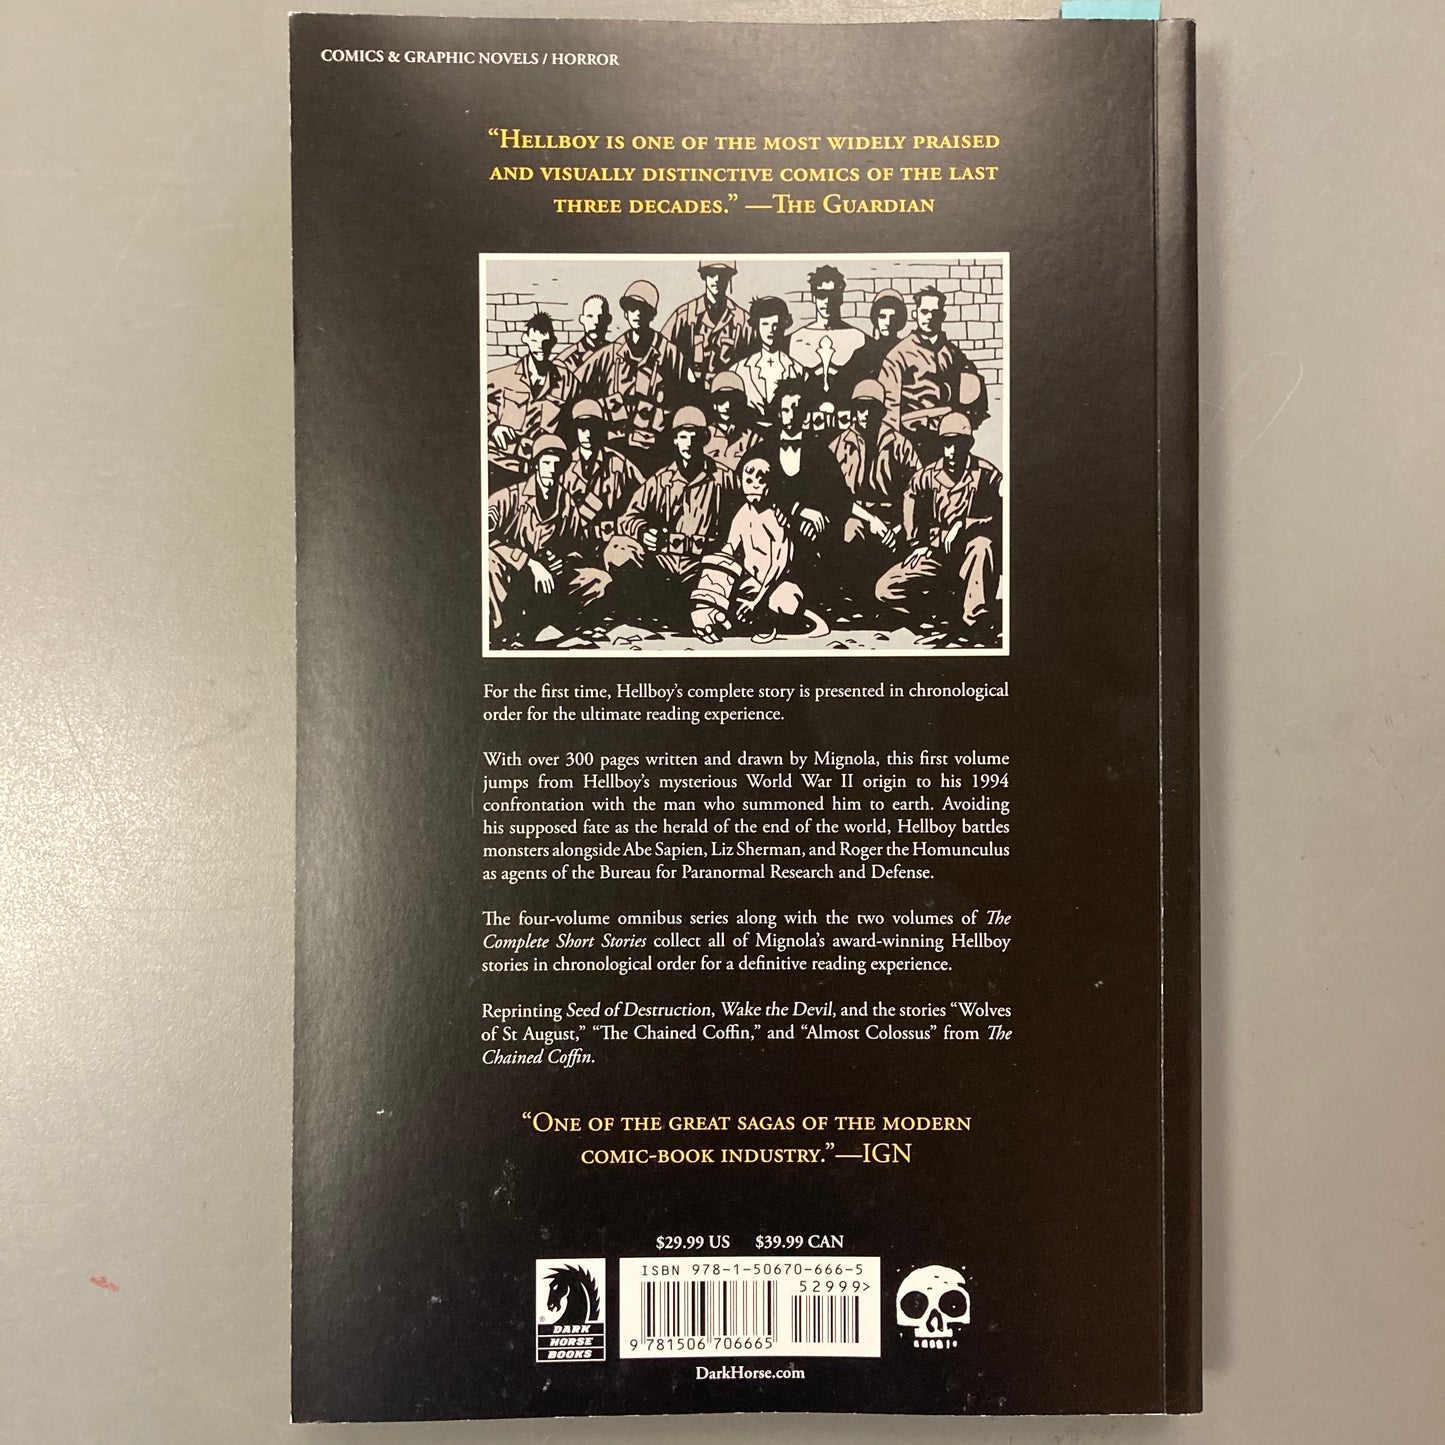 COMICS & GRAPHIC NOVELS / HORROR
“HELLBOY IS ONE OF THE MOST WIDELY PRAISED
AND VISUALLY DISTINCTIVE COMICS OF THE LAST
THREE DECADES.” —THE GUARDIAN
For the first time, Hellboy’s complete story is presented in chronological
order for the ultimate reading experience.
With over 300 pages written and drawn by Mignola, this first volume
jumps from Hellboy’s mysterious World War II origin to his 1994
confrontation with the man who summoned him to earth. Avoiding
his supposed fate as the herald of the end of the world, Hellboy battles
monsters alongside Abe Sapien, Liz Sherman, and Roger the Homunculus
as agents of the Bureau for Paranormal Research and Defense.
The four-volume omnibus series along with the two volumes of The
Complete Short Stories collect all of Mignola’s award-winning Hellboy
stories in chronological order for a definitive reading experience.
Reprinting Seed of Destruction, Wake the Devil, and the stories “Wolves
of St August,” “The Chained Coffin,” and “Almost Colossus” from The
Chained Coffin.
“ONE OF THE GREAT SAGAS OF THE MODERN
COMIC-BOOK INDUSTRY.”—IGN
$29.99 US $39.99 CAN
ISBN 978-1-50670-666-5
52999>
9 781506 706665
®
DARK
HORSE
BOOKS
DarkHorse.com